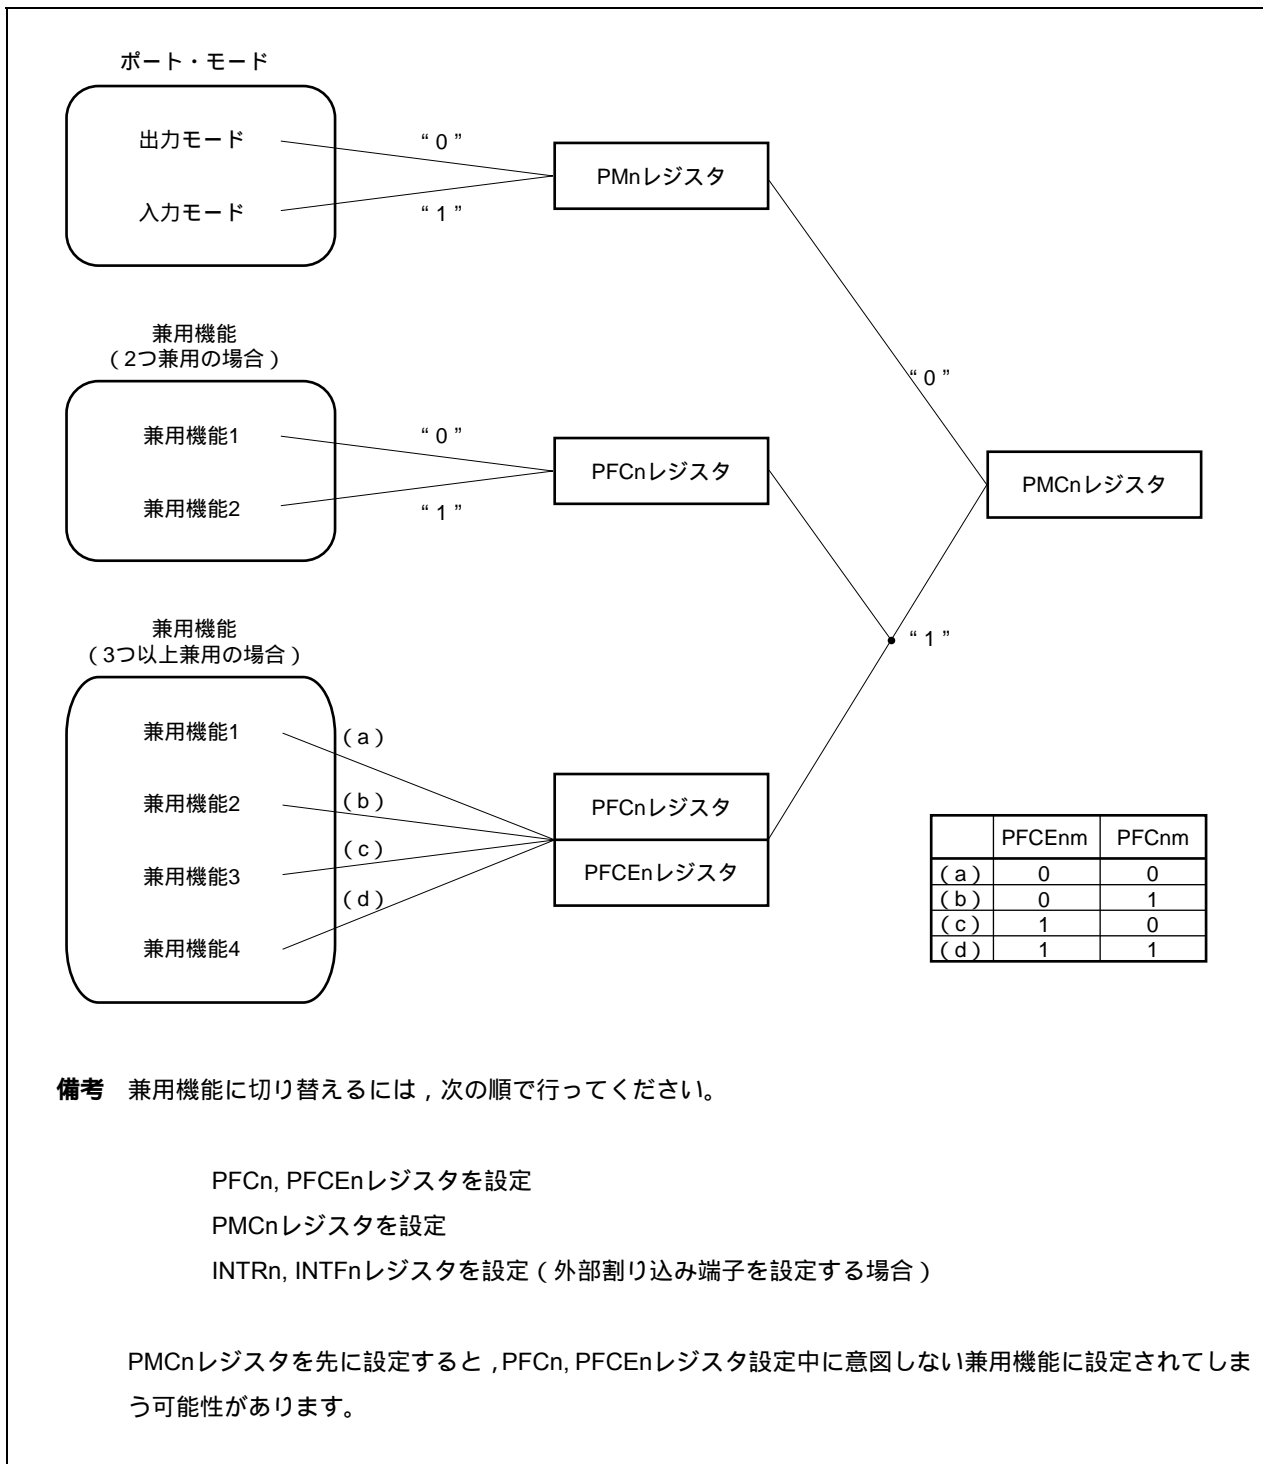 ポート・モード
出力モード
“ 0 ”
PMnレジスタ
入力モード
“ 1 ”
兼用機能
（2つ兼用の場合）
“ 0 ”
兼用機能1
“ 0 ”
PFCnレジスタ
PMCnレジスタ
兼用機能2
“ 1 ”
兼用機能
（3つ以上兼用の場合）
“ 1 ”
兼用機能1
（a）
兼用機能2
（b）
PFCnレジスタ
（c）
兼用機能3
PFCEnレジスタ
（d）
兼用機能4
PFCEnm PFCnm
（a） 0 0
（b） 0 1
（c） 1 0
（d） 1 1
備考 兼用機能に切り替えるには，次の順で行ってください。
PFCn, PFCEnレジスタを設定
PMCnレジスタを設定
INTRn, INTFnレジスタを設定（外部割り込み端子を設定する場合）
PMCnレジスタを先に設定すると，PFCn, PFCEnレジスタ設定中に意図しない兼用機能に設定されてしま
う可能性があります。